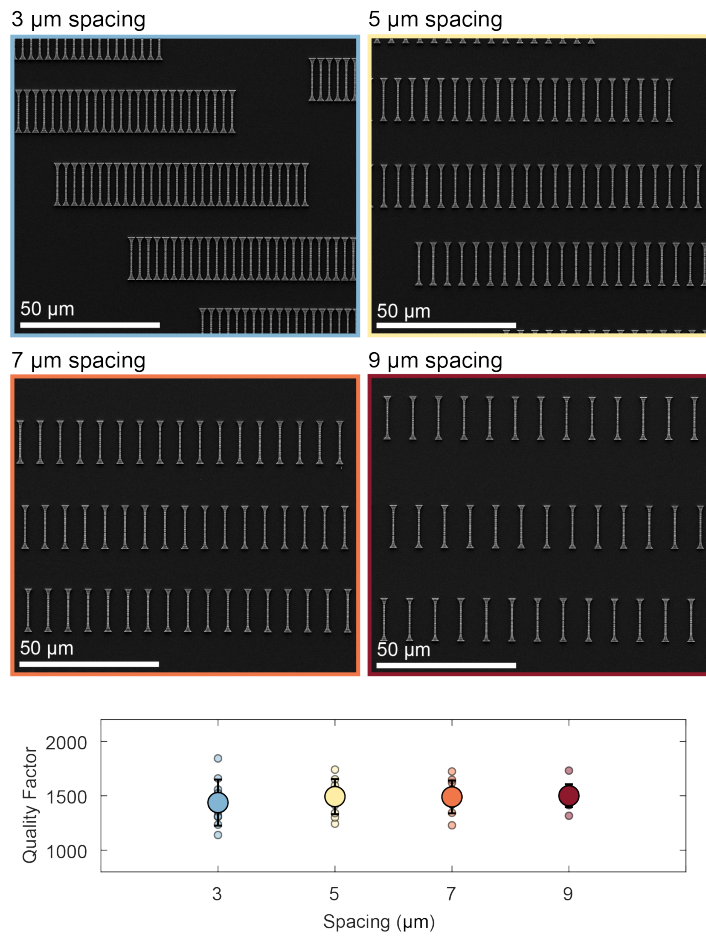 3 μm spacing
5 μm spacing
50 μm
50 μm
7 μm spacing
9 μm spacing
50 μm
50 μm
2000
1500
1000
Quality Factor
3
5
7
9
Spacing (μm)